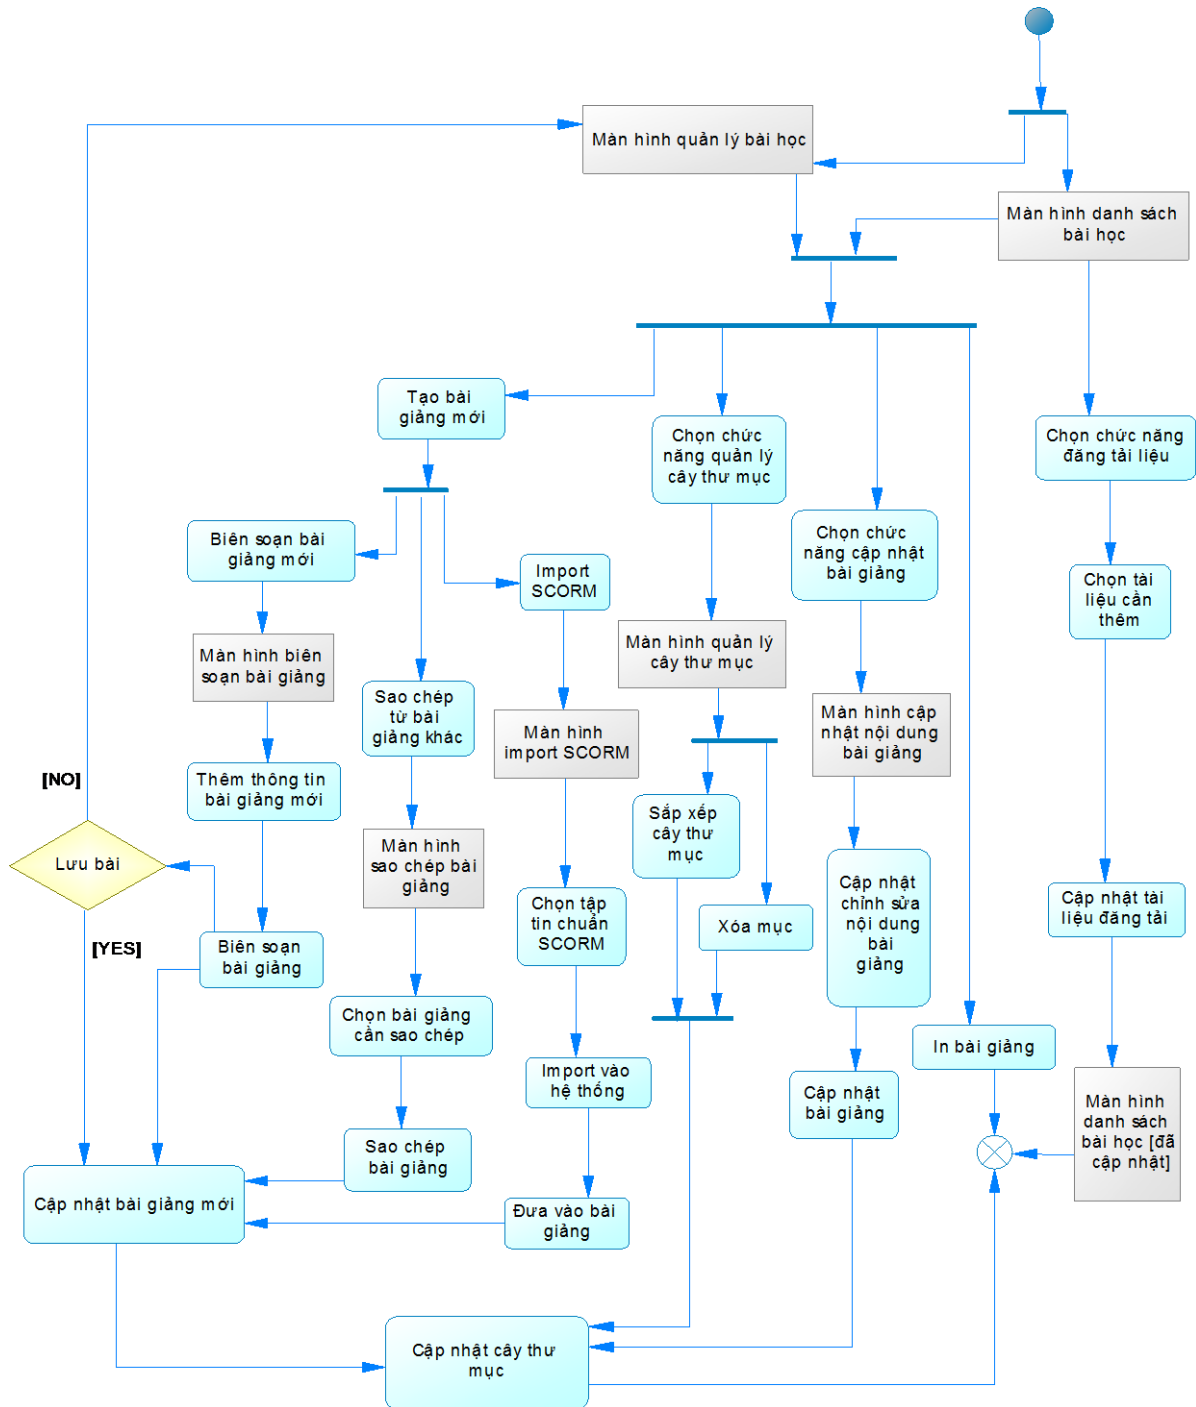 Màn hình quản lý bài học
Màn hình danh sách
bài học
Tạo bài
giảng mới
Chọn chức
năng quản lý
cây thư mục
Chọn chức năng
đăng tải liệu
Biên soạn bài
giảng mới
Import
SCORM
Chọn chức
năng cập nhật
bài giảng
Chọn tài
liệu cần
thêm
Màn hình biên
soạn bài giảng
Sao chép
từ bài
giảng khác
Màn hình quản lý
cây thư mục
Màn hình
import SCORM
Màn hình cập
nhật nội dung
bài giảng
[NO]
Thêm thông tin
bài giảng mới
Sắp xếp
cây thư
mục
Lưu bài
Màn hình
sao chép bài
giảng
Chọn tập
tin chuẩn
SCORM
Xóa mục
Cập nhật
chỉnh sửa
nội dung
bài
giảng
Cập nhật tài
liệu đăng tải
[YES]
Biên soạn
bài giảng
Chọn bài giảng
cần sao chép
In bài giảng
Import vào
hệ thống
Cập nhật
bài giảng
Màn hình
danh sách
bài học [đã
cập nhật]
Sao chép
bài giảng
Cập nhật bài giảng mới
Đưa vào bài
giảng
Cập nhật cây thư
mục